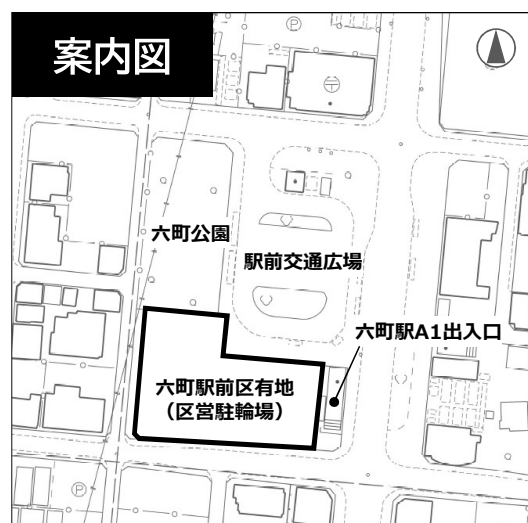 案内図
P
六町公園
駅前交通広場
六町駅A1出入口
六町駅前区有地
(区営駐輪場)
P